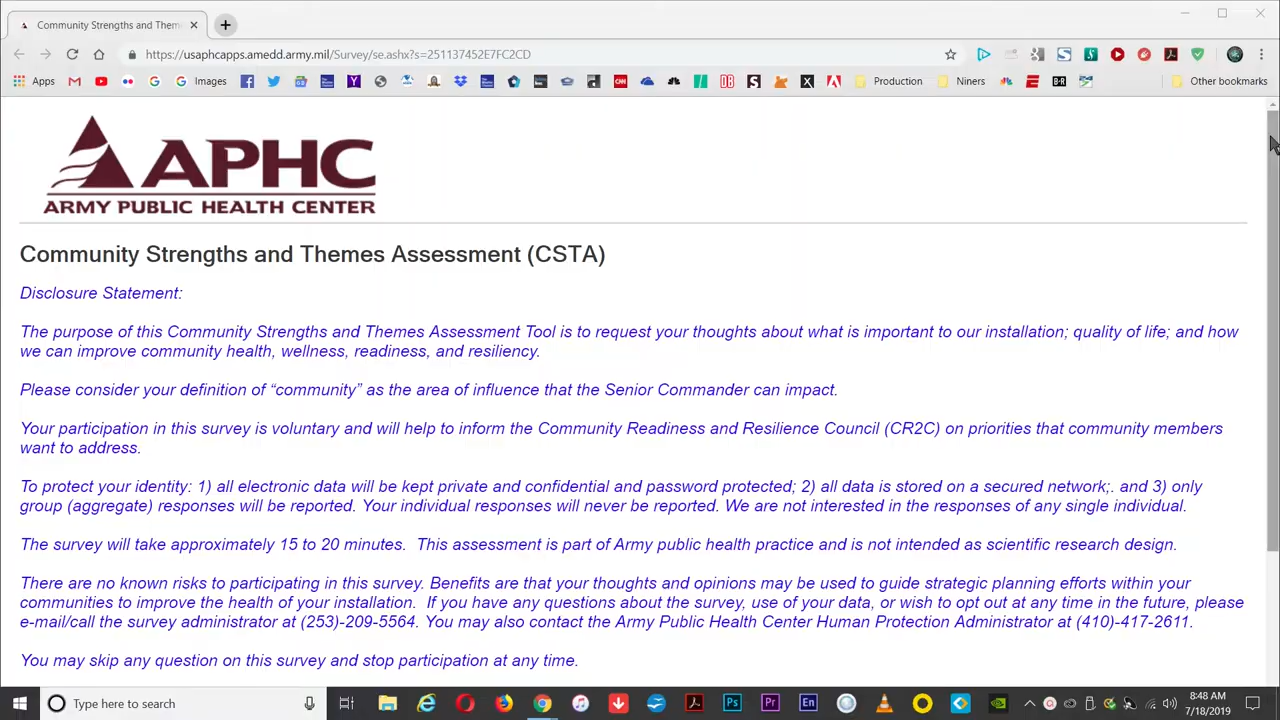 Community Strengths and Theme
https://usaphcapps.amedd.army.mil/Survey/se.ashx?s=251137452E7FC2CD
Apps
Images
CNN
Production
Niners
B/R
Other bookmarks
APHC
ARMY PUBLIC HEALTH CENTER
Community Strengths and Themes Assessment (CSTA)
Disclosure Statement:
The purpose of this Community Strengths and Themes Assessment Tool is to request your thoughts about what is important to our installation; quality of life; and how
we can improve community health, wellness, readiness, and resiliency.
Please consider your definition of “community” as the area of influence that the Senior Commander can impact.
Your participation in this survey is voluntary and will help to inform the Community Readiness and Resilience Council (CR2C) on priorities that community members
want to address.
To protect your identity: 1) all electronic data will be kept private and confidential and password protected; 2) all data is stored on a secured network;. and 3) only
group (aggregate) responses will be reported. Your individual responses will never be reported. We are not interested in the responses of any single individual.
The survey will take approximately 15 to 20 minutes.  This assessment is part of Army public health practice and is not intended as scientific research design.
There are no known risks to participating in this survey. Benefits are that your thoughts and opinions may be used to guide strategic planning efforts within your
communities to improve the health of your installation.  If you have any questions about the survey, use of your data, or wish to opt out at any time in the future, please
e-mail/call the survey administrator at (253)-209-5564. You may also contact the Army Public Health Center Human Protection Administrator at (410)-417-2611.
You may skip any question on this survey and stop participation at any time.
Type here to search
Ps
Pr
En
8:48 AM
7/18/2019